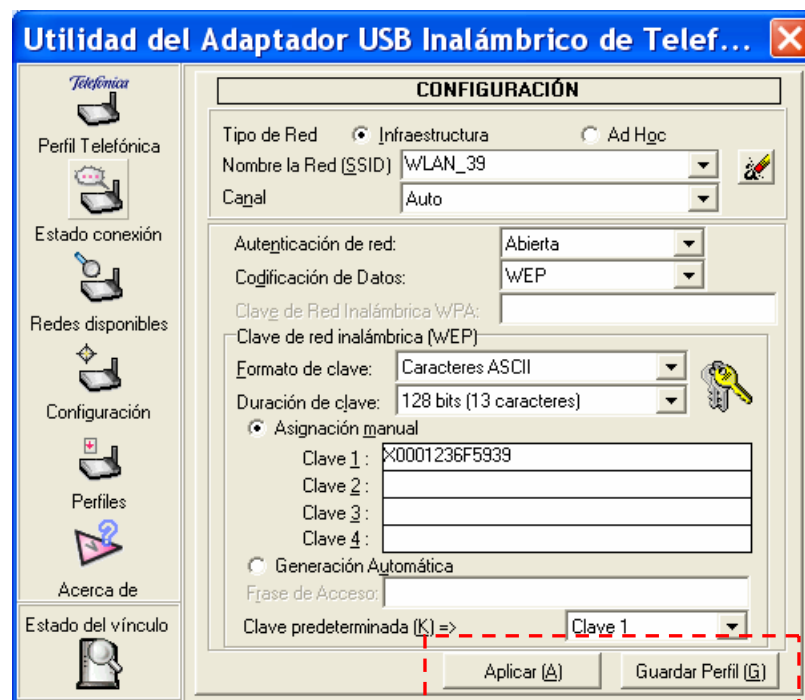 Utilidad del Adaptador USB Inalámbrico de Telef...
Telefónica
Perfil Telefónica
Estado conexión
Redes disponibles
Configuración
Perfiles
Acerca de
Estado del vínculo
CONFIGURACIÓN
Tipo de Red Infraestructura Ad Hoc
Nombre la Red (SSID) WLAN_39
Canal Auto
Autenticación de red: Abierta
Codificación de Datos: WEP
Clave de Red Inalámbrica WPA:
Clave de red inalámbrica (WEP)
Formato de clave: Caracteres ASCII
Duración de clave: 128 bits (13 caracteres)
Asignación manual
Clave 1 : X0001236F5939
Clave 2 :
Clave 3 :
Clave 4 :
Generación Automática
Frase de Acceso:
Clave predeterminada (K) => Clave 1
Aplicar (A) Guardar Perfil (G)